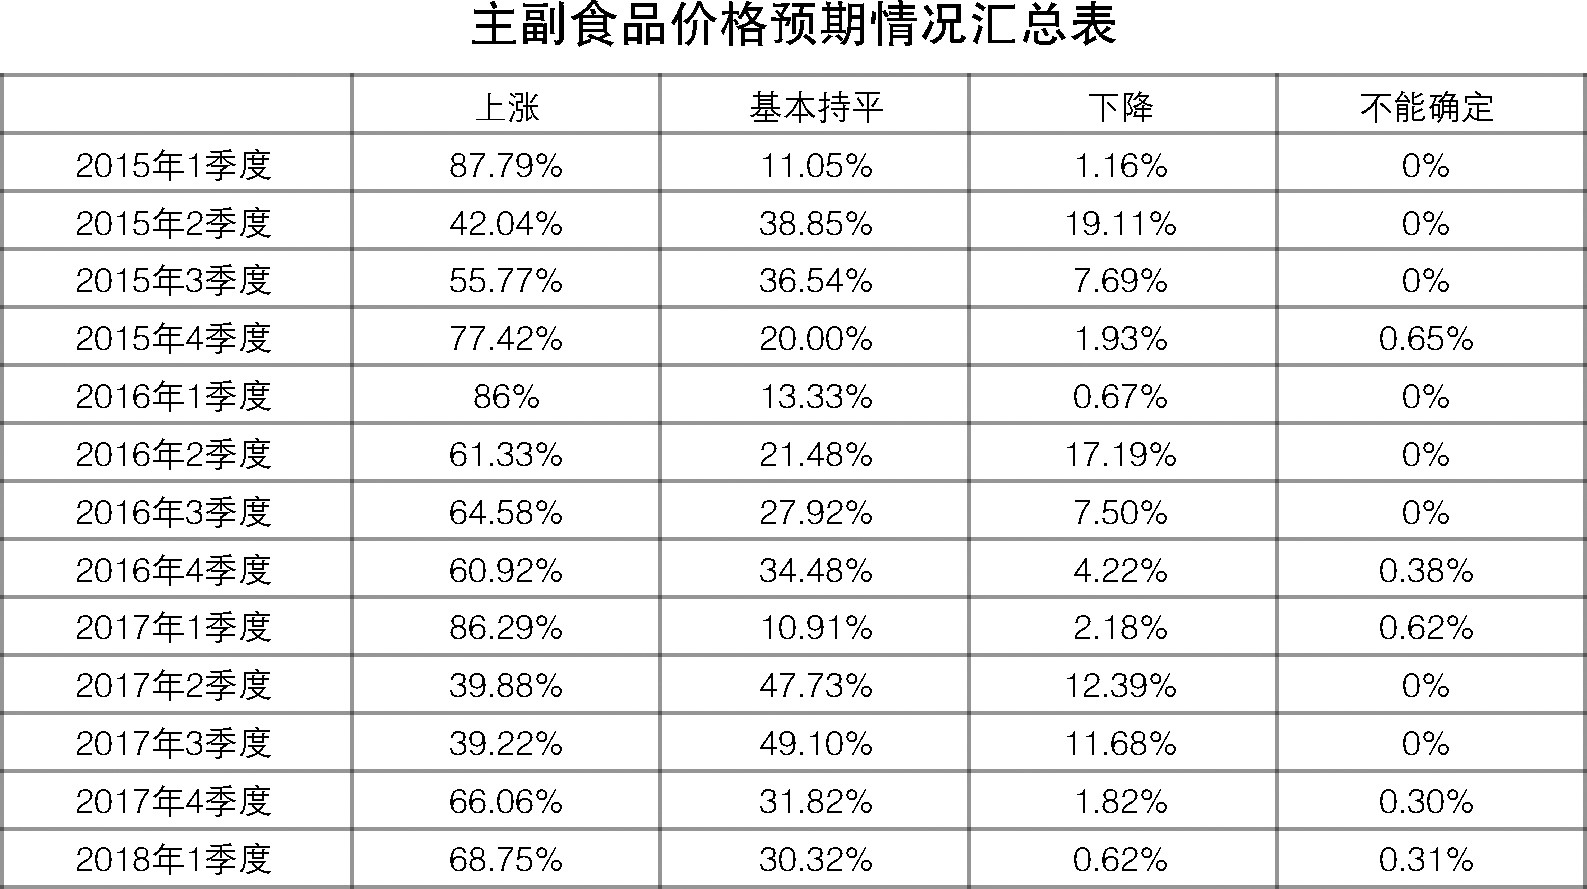 主副食品价格预期情况汇总表
上涨 基本持平 下降 不能确定
2015年1季度 87.79% 11.05% 1.16% 0%
2015年2季度 42.04% 38.85% 19.11% 0%
2015年3季度 55.77% 36.54% 7.69% 0%
2015年4季度 77.42% 20.00% 1.93% 0.65%
2016年1季度 86% 13.33% 0.67% 0%
2016年2季度 61.33% 21.48% 17.19% 0%
2016年3季度 64.58% 27.92% 7.50% 0%
2016年4季度 60.92% 34.48% 4.22% 0.38%
2017年1季度 86.29% 10.91% 2.18% 0.62%
2017年2季度 39.88% 47.73% 12.39% 0%
2017年3季度 39.22% 49.10% 11.68% 0%
2017年4季度 66.06% 31.82% 1.82% 0.30%
2018年1季度 68.75% 30.32% 0.62% 0.31%